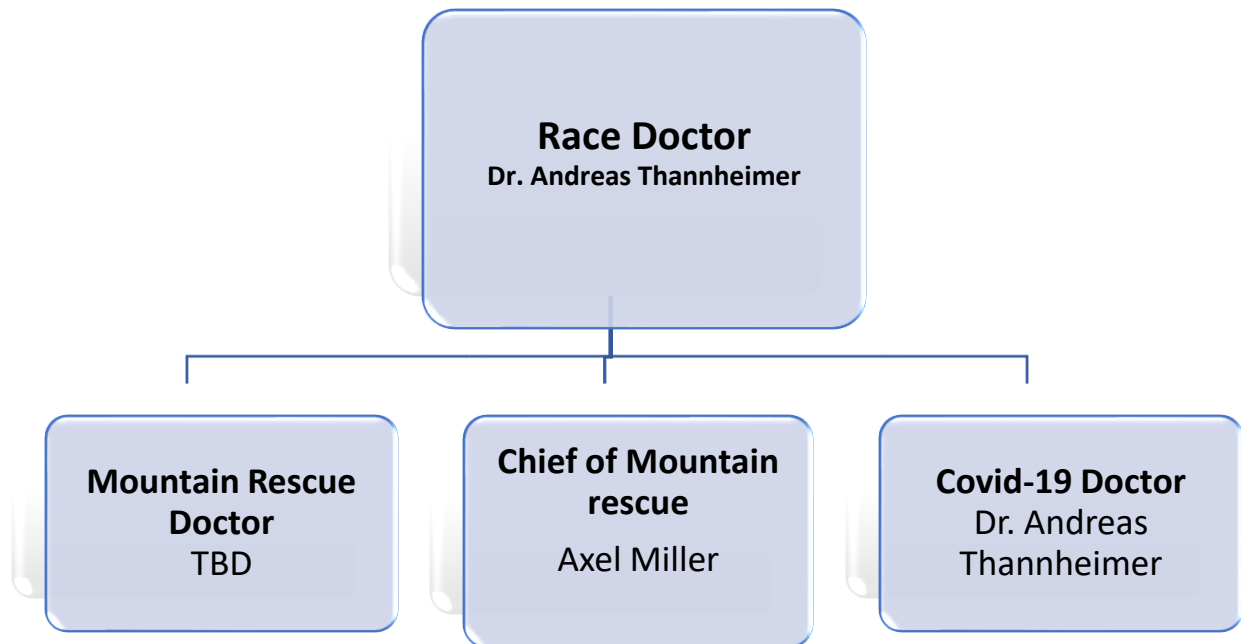 Race Doctor
Dr. Andreas Thannheimer
Mountain Rescue
Doctor
TBD
Chief of Mountain
rescue
Axel Miller
Covid-19 Doctor
Dr. Andreas
Thannheimer